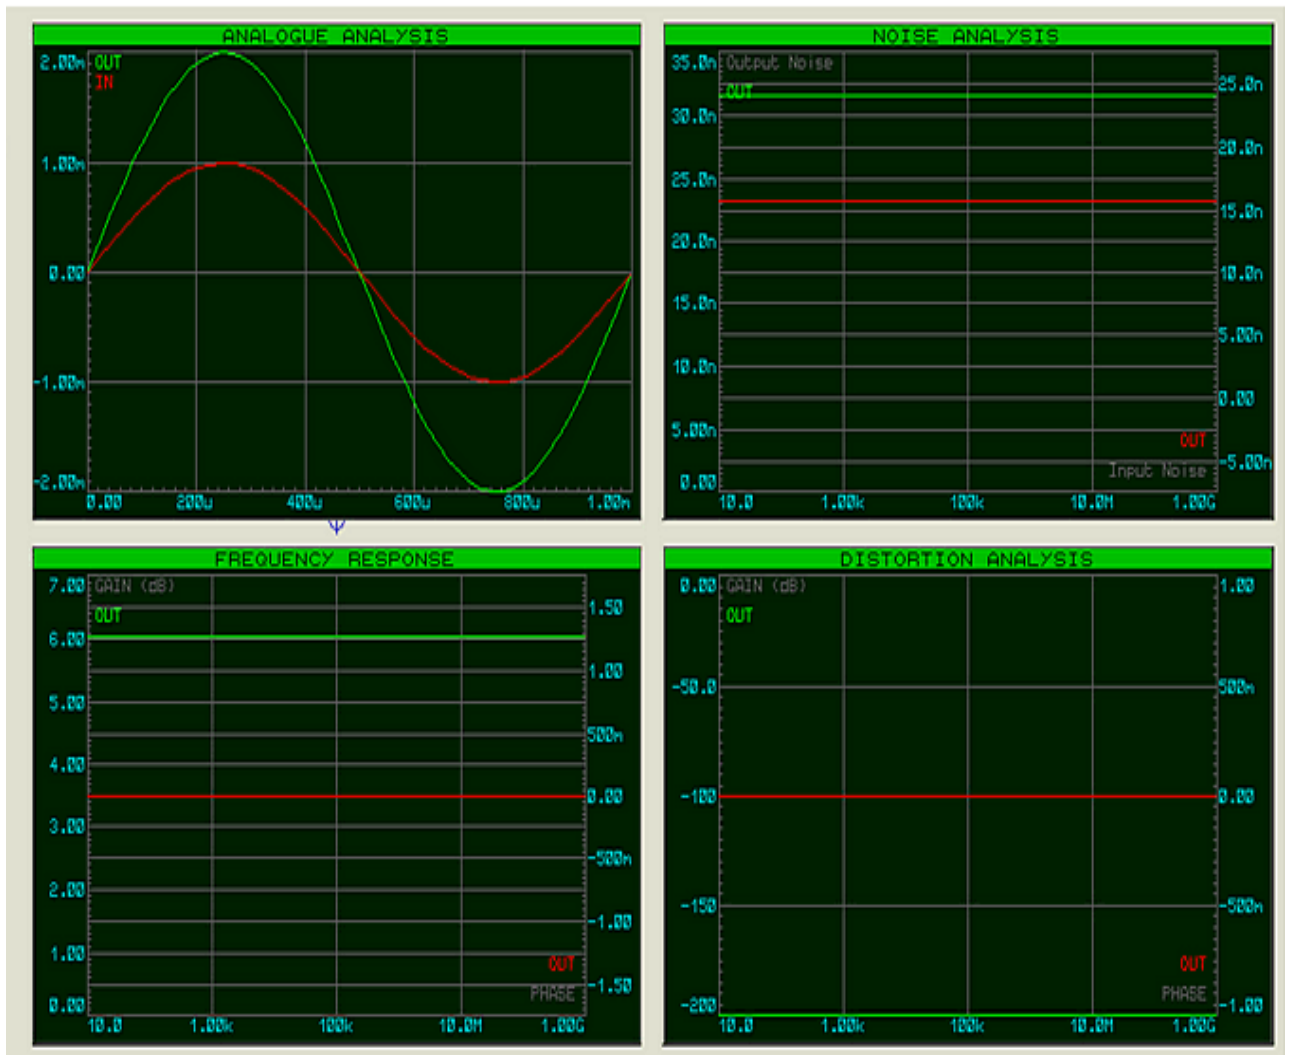 ANALOGUE ANALYSIS
2.00m
OUT
IN
1.00m
0.00
-1.00m
-2.00m
0.00 200u 400u 600u 800u 1.00m
NOISE ANALYSIS
35.0n Output Noise
OUT 25.0n
30.0n
20.0n
25.0n
15.0n
20.0n
10.0n
15.0n
5.00n
10.0n
0.00
5.00n
OUT
Input Noise -5.00n
0.00
10.0 1.00k 100k 10.0M 1.00G
FREQUENCY RESPONSE
7.00 GAIN (dB)
1.50
OUT
6.00
1.00
5.00
500m
4.00
0.00
3.00
-500m
2.00
-1.00
1.00
OUT
-1.50
PHASE
0.00
10.0 1.00k 100k 10.0M 1.00G
DISTORTION ANALYSIS
0.00 GAIN (dB) 1.00
OUT
-50.0 500m
-100 0.00
-150 -500m
OUT
PHASE
-200 -1.00
10.0 1.00k 100k 10.0M 1.00G